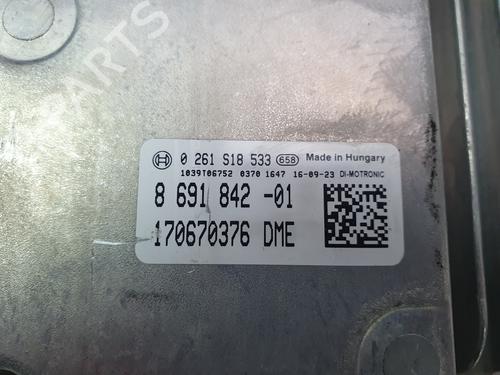 0 261 S18 533 658 Made in Hungary
1039T06752 0370 1647 16-09-23 DI-MOTRONIC
8 691 842 -01
170670376 DME
B-PARTS